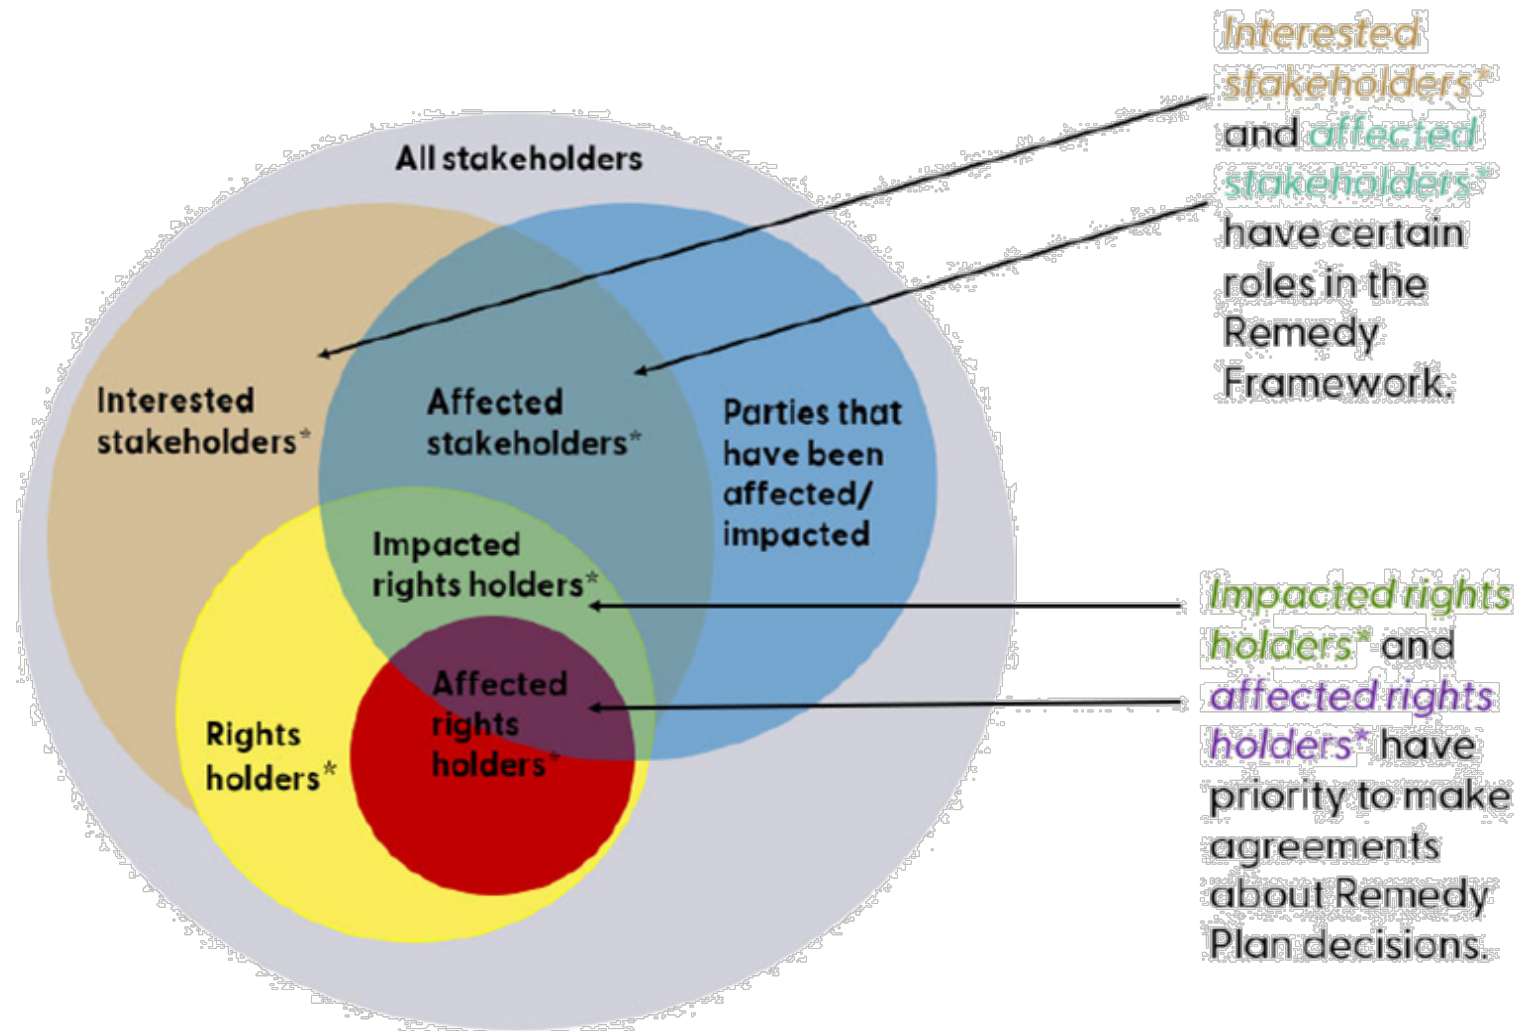 All stakeholders
Interested
stakeholders*
Affected
stakeholders*
Parties that
have been
affected/
impacted
Impacted
rights holders*
Affected
rights
holders*
Rights
holders*
Interested
stakeholders*
and affected
stakeholders*
have certain
roles in the
Remedy
Framework.
Impacted rights
holders* and
affected rights
holders* have
priority to make
agreements
about Remedy
Plan decisions.